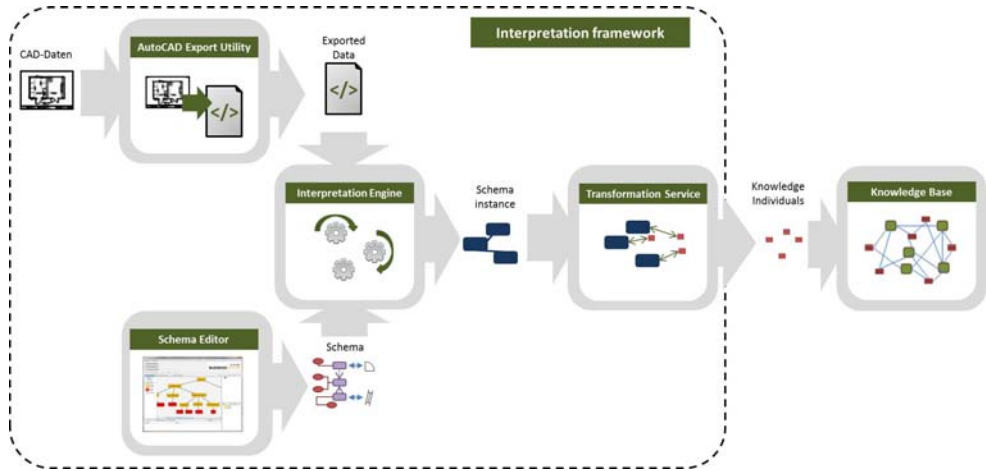 Interpretation framework
CAD-Daten
AutoCAD Export Utility
</>
Exported
Data
</>
Interpretation Engine
Schema
instance
Transformation Service
Knowledge
Individuals
Knowledge Base
Schema Editor
Schema